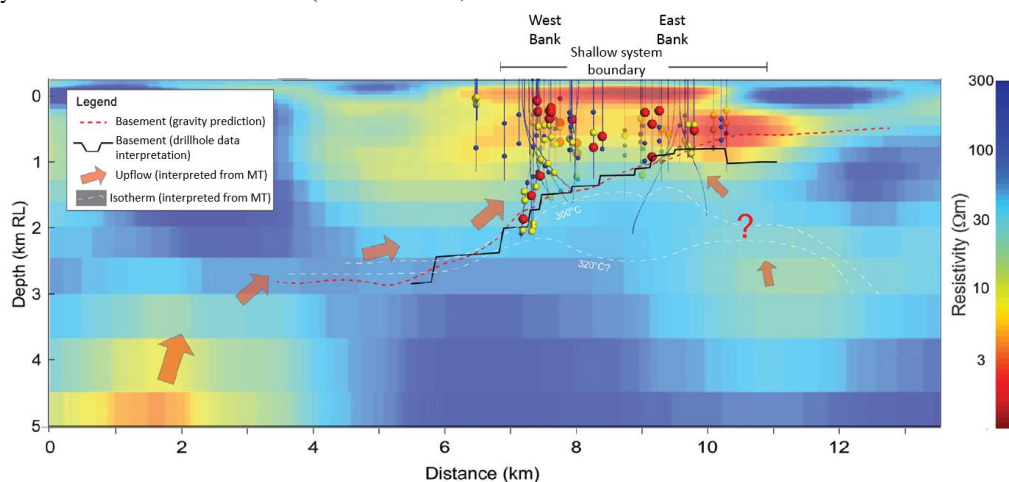 West
Bank
East
Bank
Shallow system
boundary
Legend
Basement (gravity prediction)
Basement (drillhole data
interpretation)
Upflow (interpreted from MT)
Isotherm (interpreted from MT)
300°C
320°C?
?
Depth (km RL)
0
1
2
3
4
5
0
2
4
6
8
10
12
Distance (km)
300
100
30
10
3
Resistivity (Ωm)